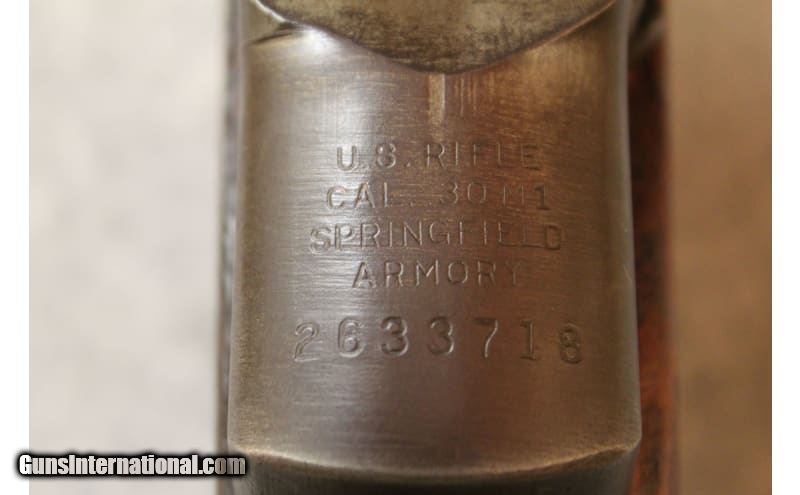 U.S. RIFLE
CAL. .30 M1
SPRINGFIELD
ARMORY
2633718
GunsInternational.com